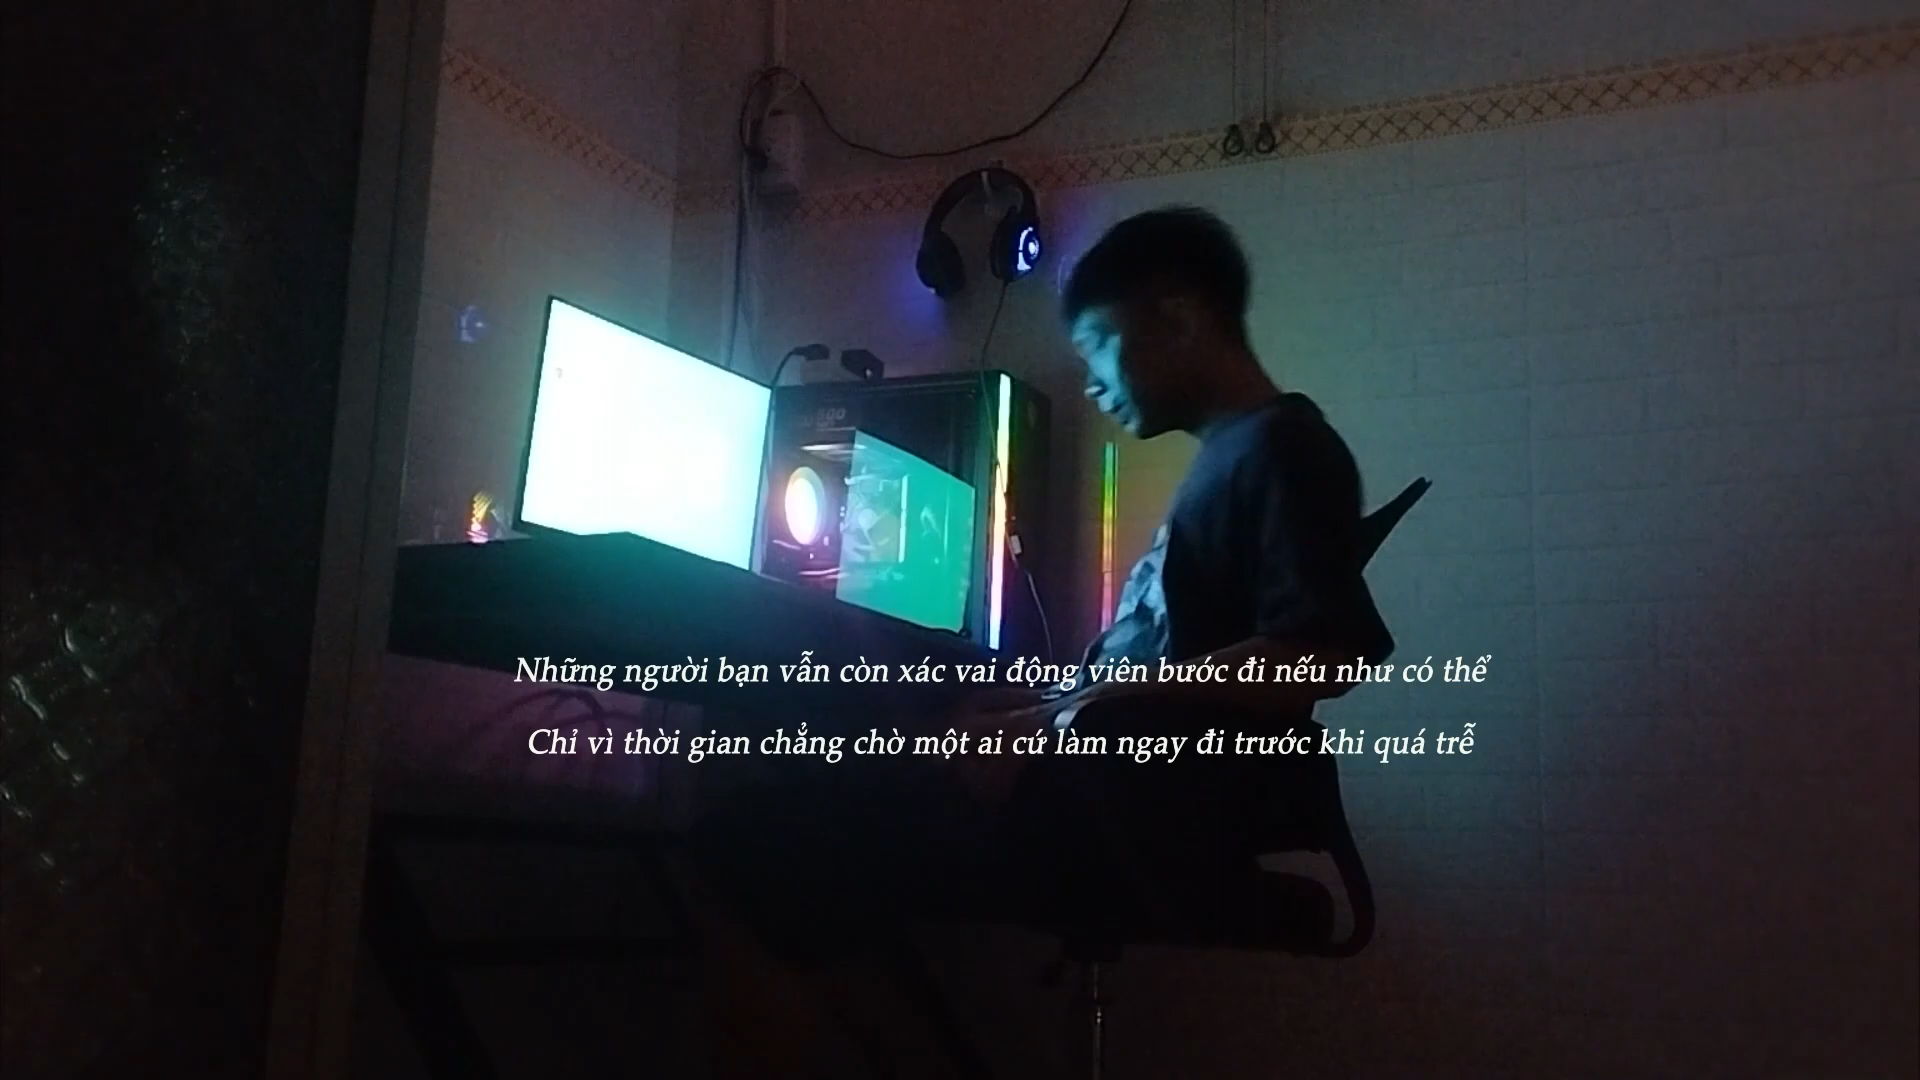 Những người bạn vẫn còn xác vai động viên bước đi nếu như có thể
Chỉ vì thời gian chẳng chờ một ai cứ làm ngay đi trước khi quá trễ